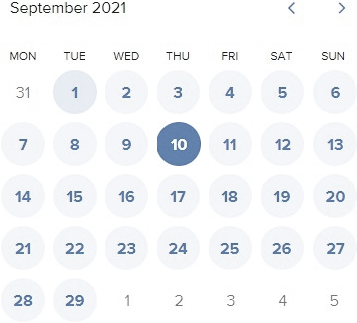 September 2021
MON TUE WED THU FRI SAT SUN
31 1 2 3 4 5 6
7 8 9 10 11 12 13
14 15 16 17 18 19 20
21 22 23 24 25 26 27
28 29 1 2 3 4 5